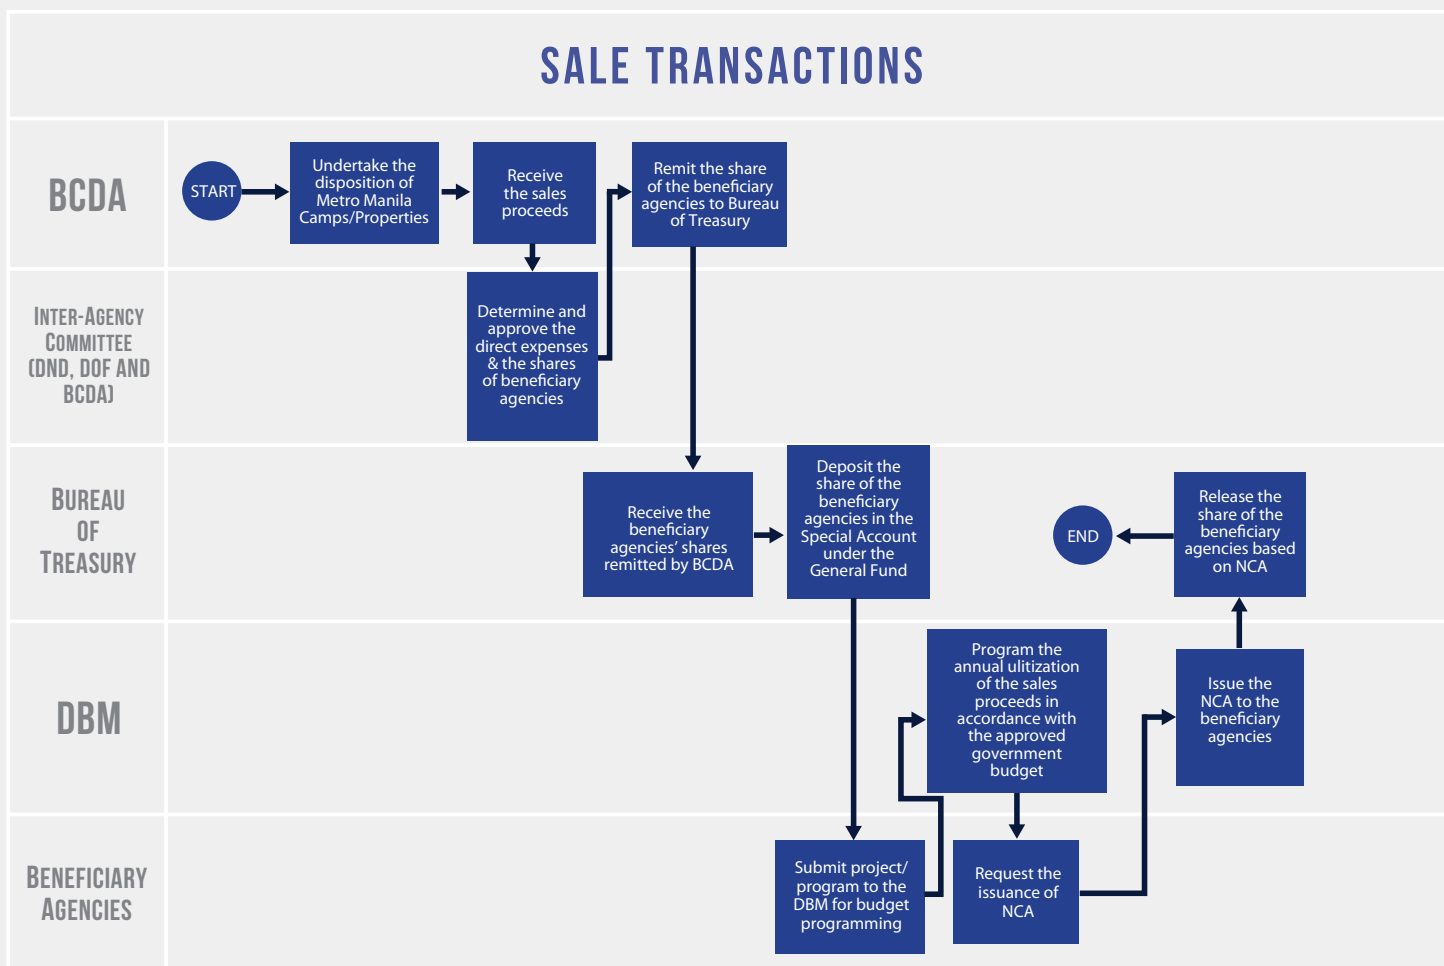 SALE TRANSACTIONS
BCDA
START
Undertake the
disposition of
Metro Manila
Camps/Properties
Receive
the sales
proceeds
Remit the share
of the beneficiary
agencies to Bureau
of Treasury
INTER-AGENCY
COMMITTEE
(DND, DOF AND
BCDA)
Determine and
approve the
direct expenses
& the shares
of beneficiary
agencies
BUREAU
OF
TREASURY
Receive the
beneficiary
agencies' shares
remitted by BCDA
Deposit the
share of the
beneficiary
agencies in the
Special Account
under the
General Fund
END
Release the
share of the
beneficiary
agencies based
on NCA
DBM
Program the
annual ulitization
of the sales
proceeds in
accordance with
the approved
government
budget
Issue the
NCA to the
beneficiary
agencies
BENEFICIARY
AGENCIES
Submit project/
program to the
DBM for budget
programming
Request the
issuance of
NCA